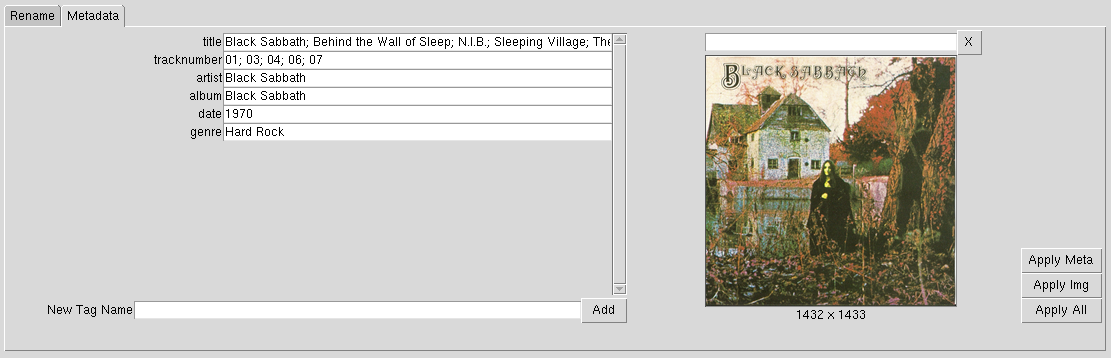 Rename Metadata
title Black Sabbath; Behind the Wall of Sleep; N.I.B.; Sleeping Village; The
tracknumber 01; 03; 04; 06; 07
artist Black Sabbath
album Black Sabbath
date 1970
genre Hard Rock
New Tag Name Add
X
BLACK SABBATH
1432 x 1433
Apply Meta
Apply Img
Apply All